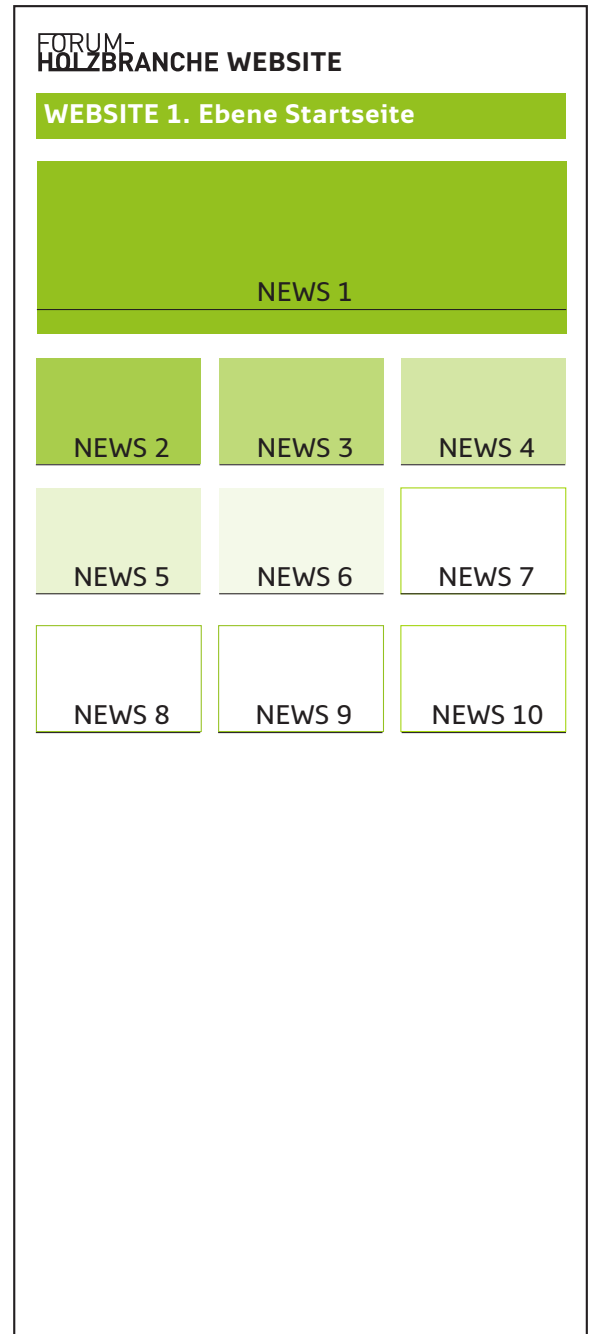 FORUM-
HOLZBRANCHE WEBSITE
WEBSITE 1. Ebene Startseite
NEWS 1
NEWS 2 NEWS 3 NEWS 4
NEWS 5 NEWS 6 NEWS 7
NEWS 8 NEWS 9 NEWS 10